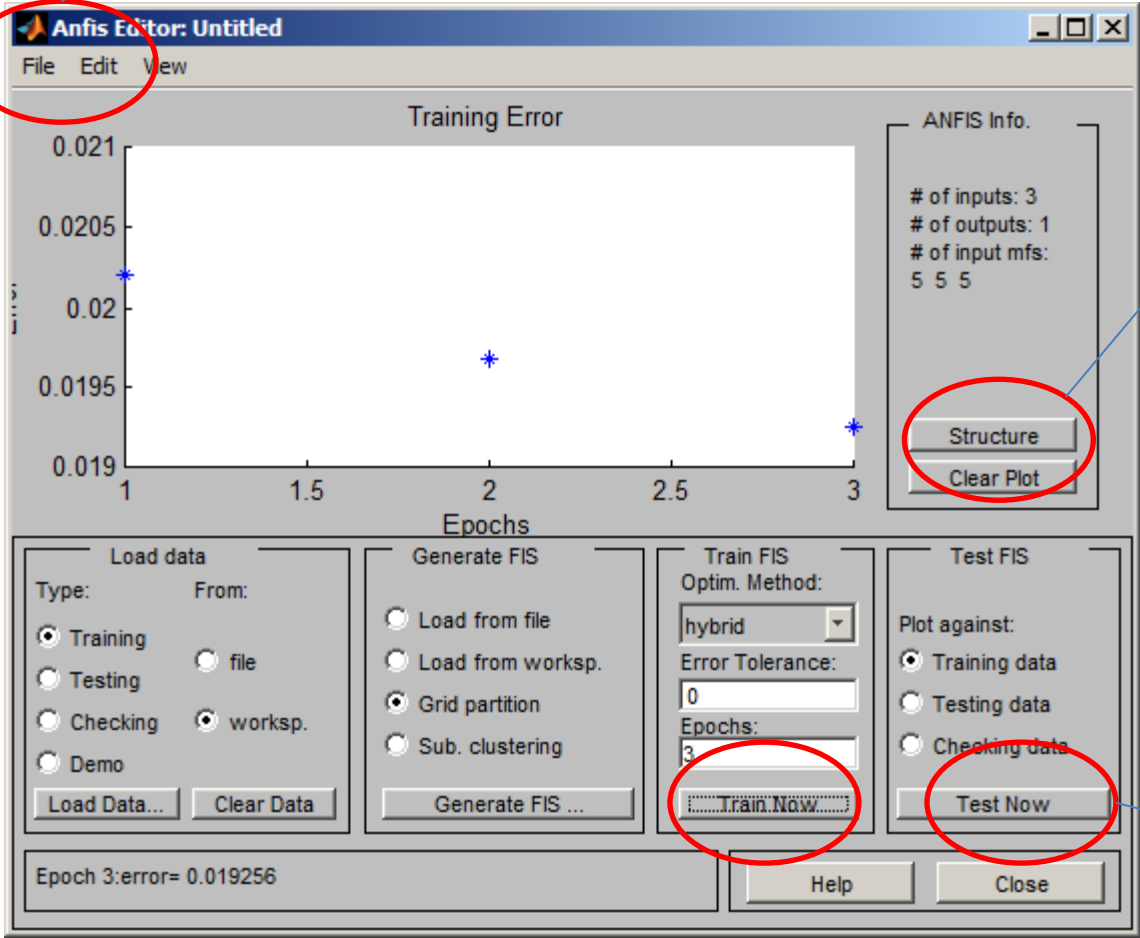 Anfis Editor: Untitled
File Edit View
Training Error
0.021
0.0205
0.02
0.0195
0.019
1 1.5 2 2.5 3
Epochs
ANFIS Info.
# of inputs: 3
# of outputs: 1
# of input mfs:
5 5 5
Structure
Clear Plot
Load data
Type: From:
Training
file
Testing
Checking
worksp.
Demo
Load Data... Clear Data
Generate FIS
Load from file
Load from worksp.
Grid partition
Sub. clustering
Generate FIS ...
Train FIS
Optim. Method:
hybrid
Error Tolerance:
0
Epochs:
3
Train Now
Test FIS
Plot against:
Training data
Testing data
Checking data
Test Now
Epoch 3:error= 0.019256
Help Close